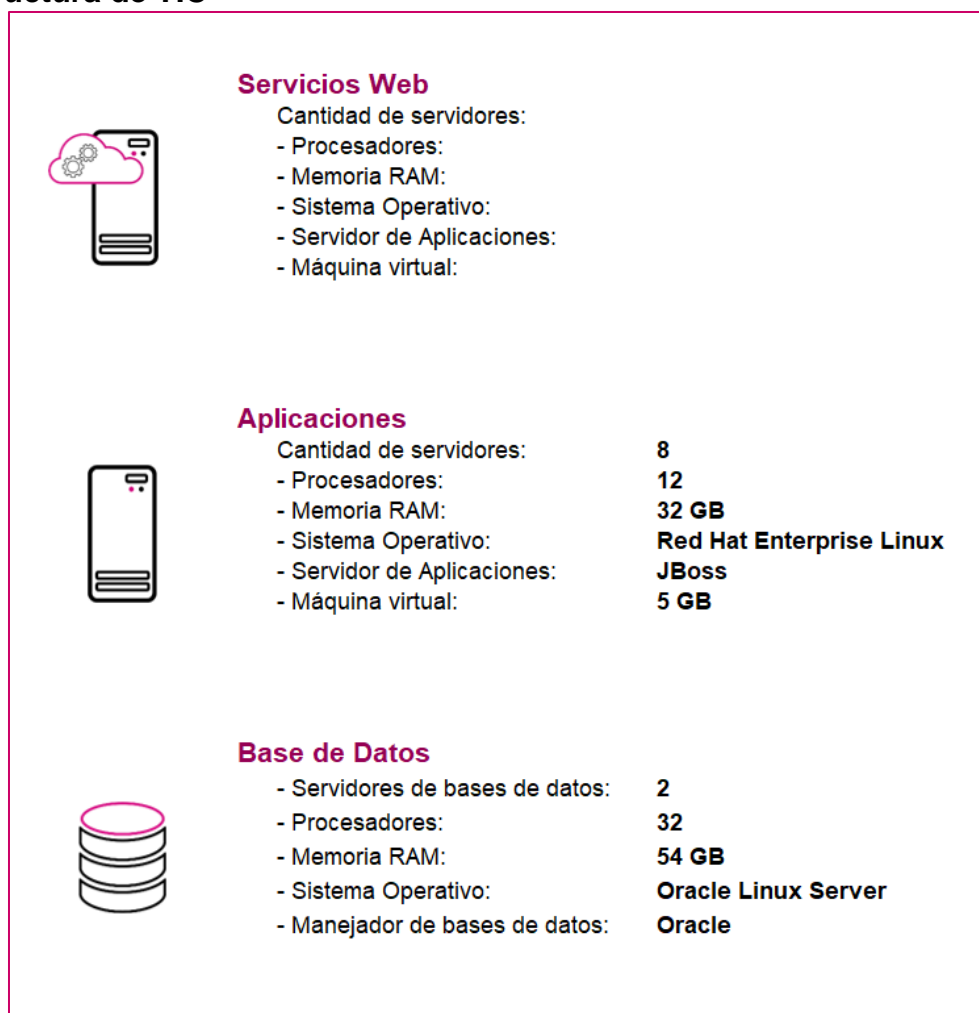 Servicios Web
Cantidad de servidores:
- Procesadores:
- Memoria RAM:
- Sistema Operativo:
- Servidor de Aplicaciones:
- Máquina virtual:
Aplicaciones
Cantidad de servidores: 8
- Procesadores: 12
- Memoria RAM: 32 GB
- Sistema Operativo: Red Hat Enterprise Linux
- Servidor de Aplicaciones: JBoss
- Máquina virtual: 5 GB
Base de Datos
- Servidores de bases de datos: 2
- Procesadores: 32
- Memoria RAM: 54 GB
- Sistema Operativo: Oracle Linux Server
- Manejador de bases de datos: Oracle